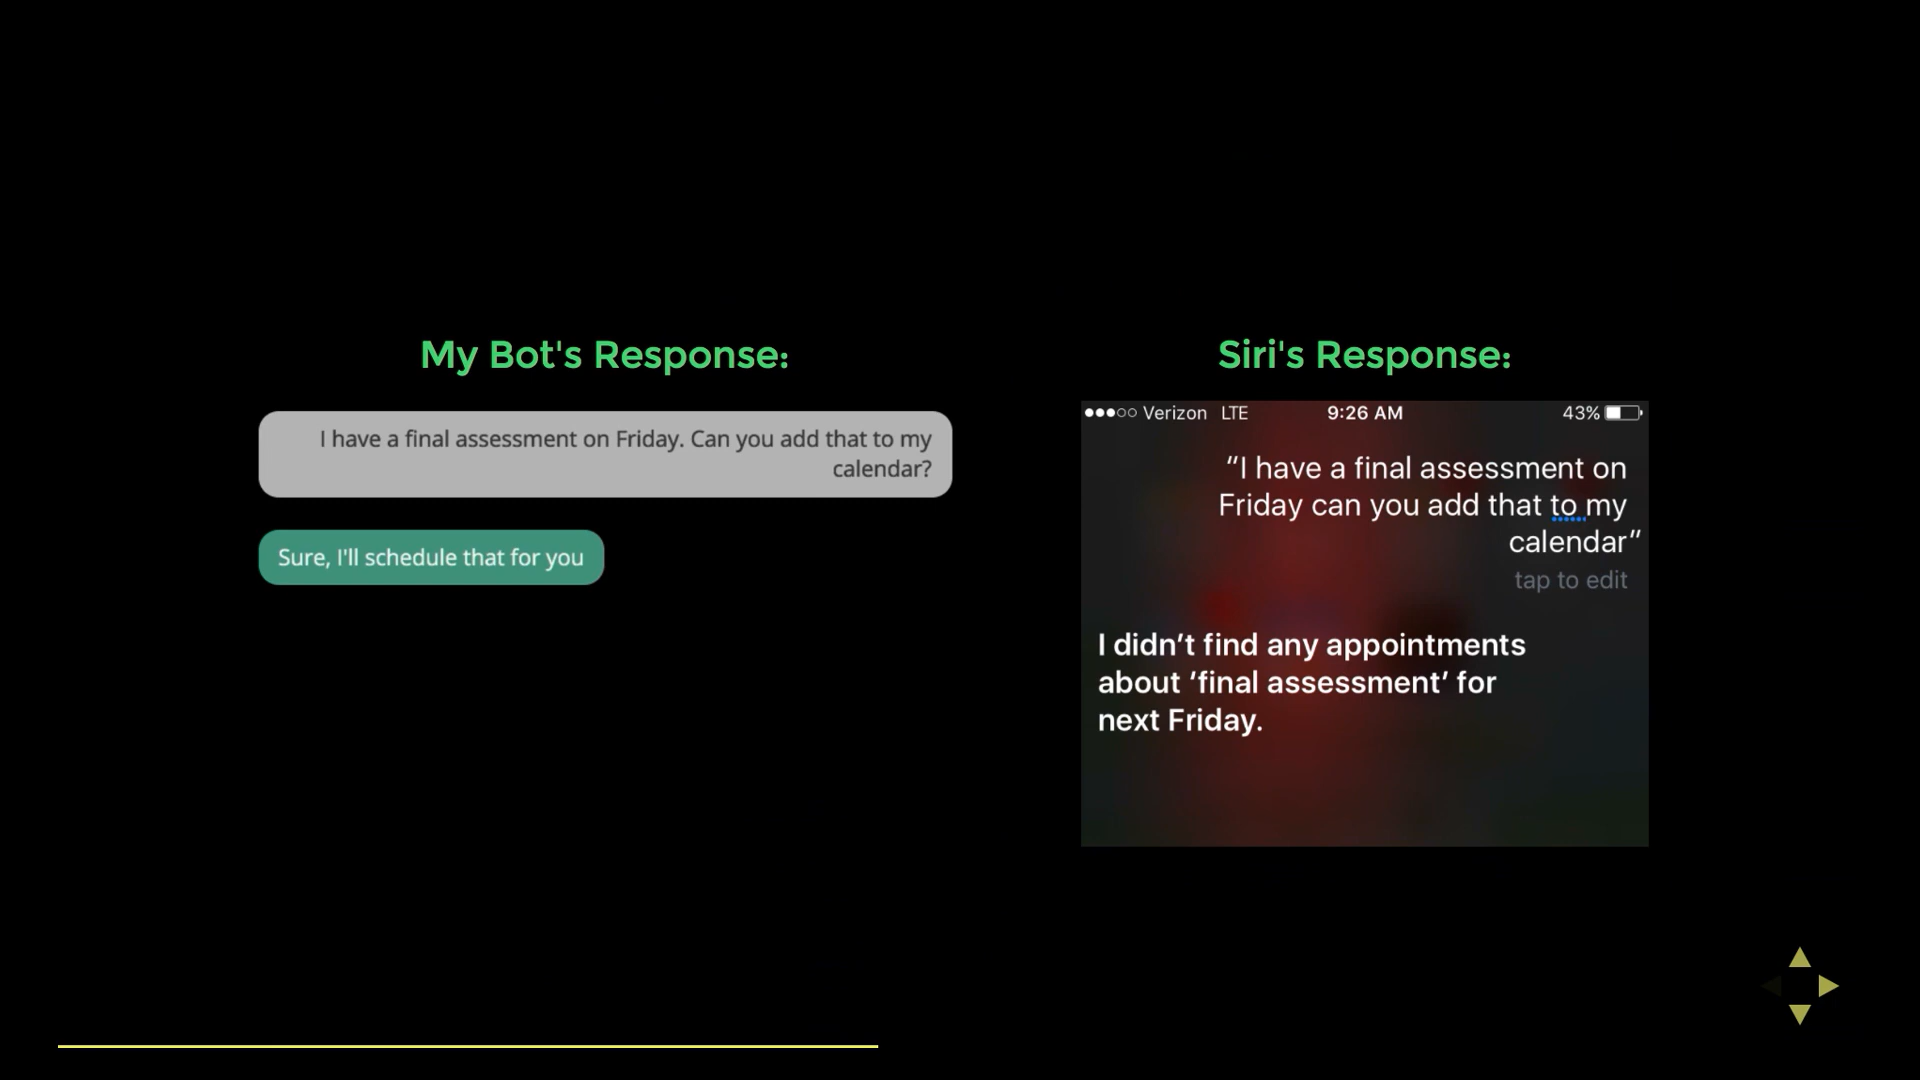 My Bot's Response:
I have a final assessment on Friday. Can you add that to my
calendar?
Sure, I'll schedule that for you
Siri's Response:
●●●○○ Verizon LTE 9:26 AM 43%
“I have a final assessment on
Friday can you add that to my
calendar”
tap to edit
I didn’t find any appointments
about ‘final assessment’ for
next Friday.